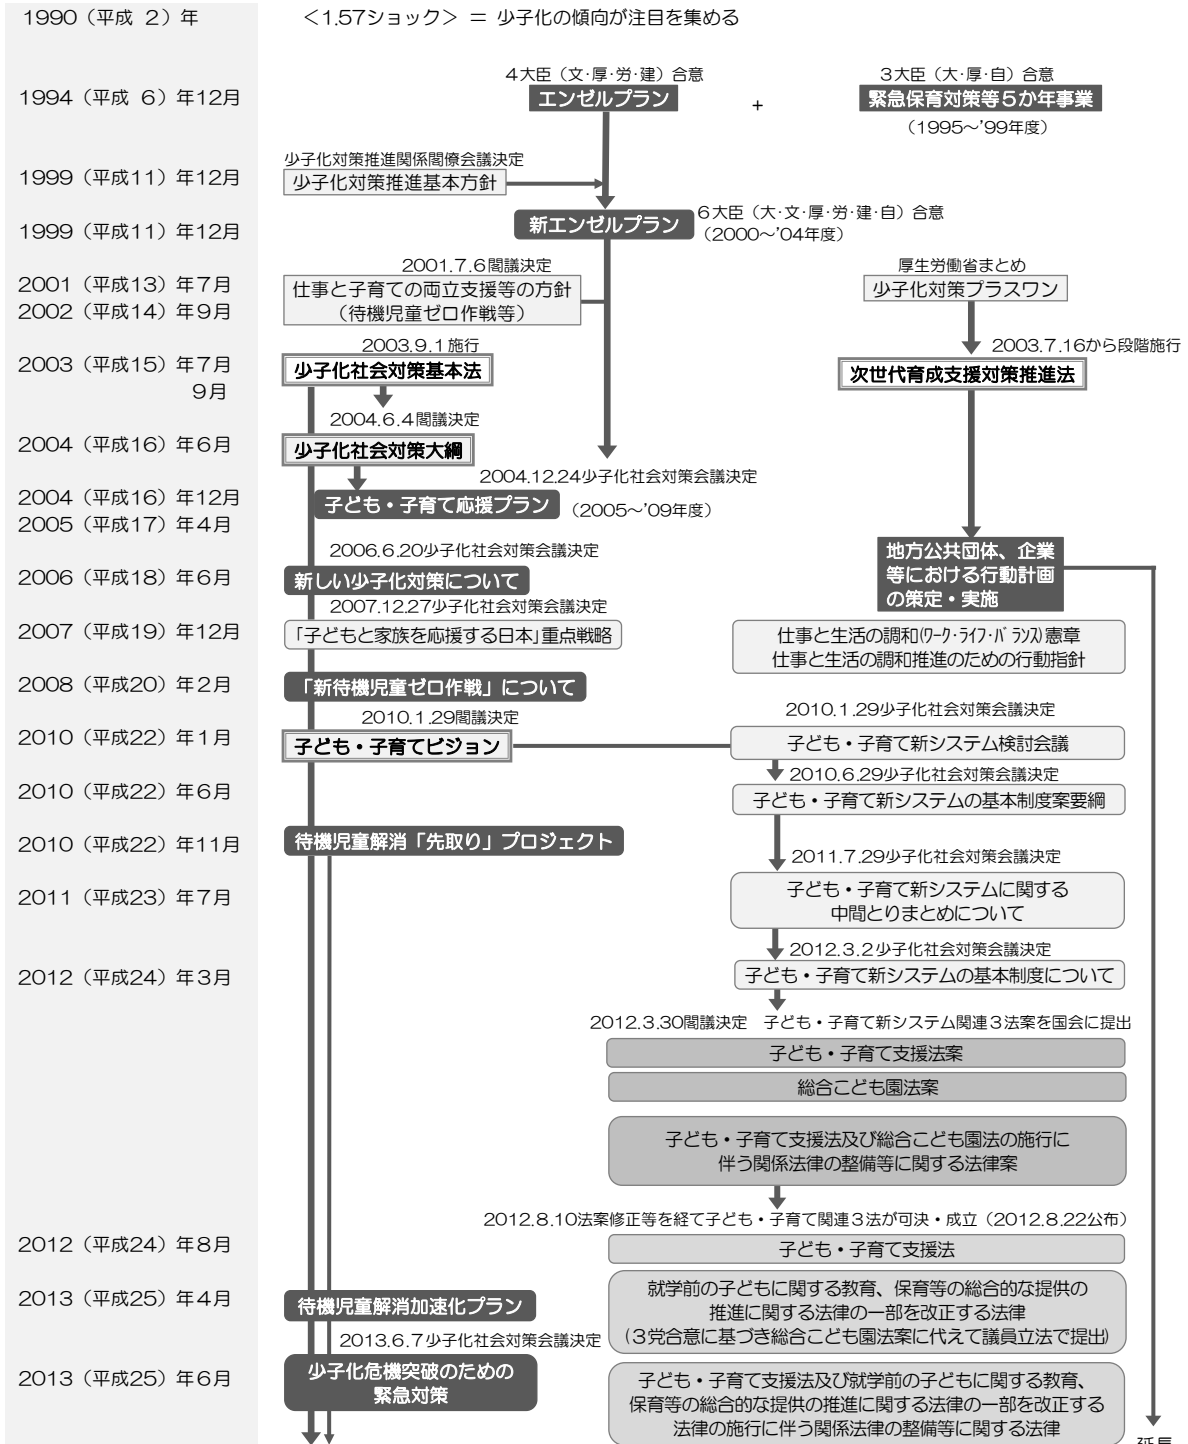 1990（平成 2）年
＜1.57ショック＞ ＝ 少子化の傾向が注目を集める
4大臣（文･厚･労･建）合意
3大臣（大･厚･自）合意
1994（平成 6）年12月
エンゼルプラン
+
緊急保育対策等5か年事業
（1995～'99年度）
少子化対策推進関係閣僚会議決定
1999（平成11）年12月
少子化対策推進基本方針
1999（平成11）年12月
新エンゼルプラン
6大臣（大･文･厚･労･建･自）合意
（2000～'04年度）
2001.7.6閣議決定
厚生労働省まとめ
2001（平成13）年7月
2002（平成14）年9月
仕事と子育ての両立支援等の方針
（待機児童ゼロ作戦等）
少子化対策プラスワン
2003.9.1施行
2003.7.16から段階施行
2003（平成15）年7月
9月
少子化社会対策基本法
次世代育成支援対策推進法
2004.6.4閣議決定
2004（平成16）年6月
少子化社会対策大綱
2004.12.24少子化社会対策会議決定
2004（平成16）年12月
2005（平成17）年4月
子ども・子育て応援プラン
（2005～'09年度）
2006.6.20少子化社会対策会議決定
地方公共団体、企業
等における行動計画
の策定・実施
2006（平成18）年6月
新しい少子化対策について
2007.12.27少子化社会対策会議決定
2007（平成19）年12月
「子どもと家族を応援する日本」重点戦略
仕事と生活の調和(ﾜｰｸ･ﾗｲﾌ･ﾊﾞﾗﾝｽ)憲章
仕事と生活の調和推進のための行動指針
2008（平成20）年2月
「新待機児童ゼロ作戦」について
2010.1.29閣議決定
2010.1.29少子化社会対策会議決定
2010（平成22）年1月
子ども・子育てビジョン
子ども・子育て新システム検討会議
2010.6.29少子化社会対策会議決定
2010（平成22）年6月
子ども・子育て新システムの基本制度案要綱
2010（平成22）年11月
待機児童解消「先取り」プロジェクト
2011.7.29少子化社会対策会議決定
2011（平成23）年7月
子ども・子育て新システムに関する
中間とりまとめについて
2012.3.2少子化社会対策会議決定
2012（平成24）年3月
子ども・子育て新システムの基本制度について
2012.3.30閣議決定　子ども・子育て新システム関連3法案を国会に提出
子ども・子育て支援法案
総合こども園法案
子ども・子育て支援法及び総合こども園法の施行に
伴う関係法律の整備等に関する法律案
2012.8.10法案修正等を経て子ども・子育て関連3法が可決・成立（2012.8.22公布）
2012（平成24）年8月
子ども・子育て支援法
2013（平成25）年4月
待機児童解消加速化プラン
就学前の子どもに関する教育、保育等の総合的な提供の
推進に関する法律の一部を改正する法律
(3党合意に基づき総合こども園法案に代えて議員立法で提出)
2013.6.7少子化社会対策会議決定
2013（平成25）年6月
少子化危機突破のための
緊急対策
子ども・子育て支援法及び就学前の子どもに関する教育、
保育等の総合的な提供の推進に関する法律の一部を改正する
法律の施行に伴う関係法律の整備等に関する法律
延長